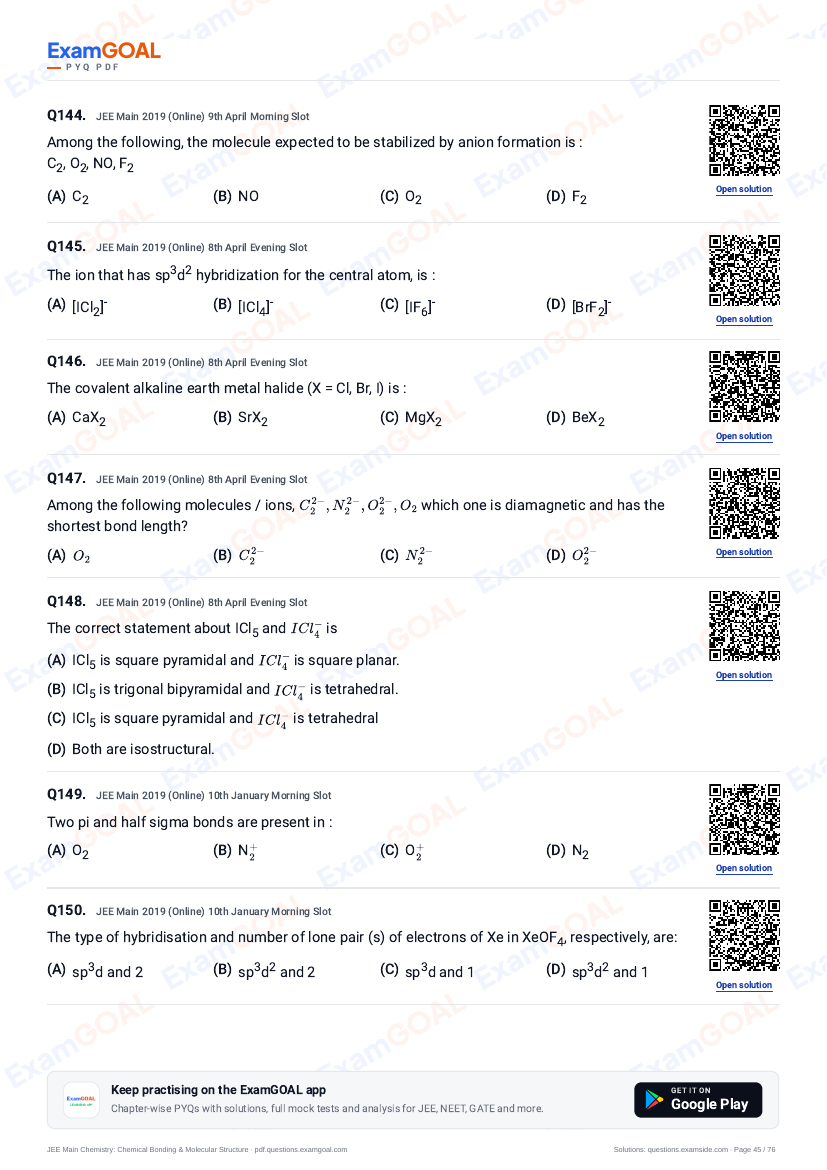 ExamGOAL
PYQ PDF
Q144. JEE Main 2019 (Online) 9th April Morning Slot
Among the following, the molecule expected to be stabilized by anion formation is :
C₂, O₂, NO, F₂
(A) C₂ (B) NO (C) O₂ (D) F₂
Open solution
Q145. JEE Main 2019 (Online) 8th April Evening Slot
The ion that has sp³d² hybridization for the central atom, is :
(A) [ICl₂]⁻ (B) [ICl₄]⁻ (C) [IF₆]⁻ (D) [BrF₂]⁻
Open solution
Q146. JEE Main 2019 (Online) 8th April Evening Slot
The covalent alkaline earth metal halide (X = Cl, Br, I) is :
(A) CaX₂ (B) SrX₂ (C) MgX₂ (D) BeX₂
Open solution
Q147. JEE Main 2019 (Online) 8th April Evening Slot
Among the following molecules / ions, C₂²⁻, N₂²⁻, O₂²⁻, O₂ which one is diamagnetic and has the
shortest bond length?
(A) O₂ (B) C₂²⁻ (C) N₂²⁻ (D) O₂²⁻
Open solution
Q148. JEE Main 2019 (Online) 8th April Evening Slot
The correct statement about ICl₅ and ICl₄⁻ is
(A) ICl₅ is square pyramidal and ICl₄⁻ is square planar.
(B) ICl₅ is trigonal bipyramidal and ICl₄⁻ is tetrahedral.
(C) ICl₅ is square pyramidal and ICl₄⁻ is tetrahedral
(D) Both are isostructural.
Open solution
Q149. JEE Main 2019 (Online) 10th January Morning Slot
Two pi and half sigma bonds are present in :
(A) O₂ (B) N₂⁺ (C) O₂⁺ (D) N₂
Open solution
Q150. JEE Main 2019 (Online) 10th January Morning Slot
The type of hybridisation and number of lone pair (s) of electrons of Xe in XeOF₄, respectively, are:
(A) sp³d and 2 (B) sp³d² and 2 (C) sp³d and 1 (D) sp³d² and 1
Open solution
Keep practising on the ExamGOAL app
Chapter-wise PYQs with solutions, full mock tests and analysis for JEE, NEET, GATE and more.
GET IT ON
Google Play
JEE Main Chemistry: Chemical Bonding & Molecular Structure · pdf.questions.examgoal.com
Solutions: questions.examside.com · Page 45 / 76